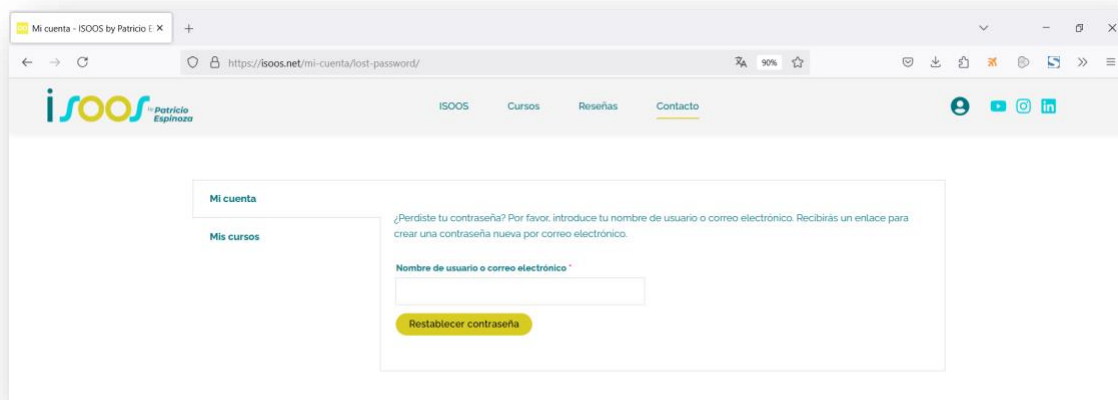 Mi cuenta - ISOOS by Patricio E
https://isoos.net/mi-cuenta/lost-password/
90%
isoos by Patricio
Espinoza
ISOOS
Cursos
Reseñas
Contacto
Mi cuenta
Mis cursos
¿Perdiste tu contraseña? Por favor, introduce tu nombre de usuario o correo electrónico. Recibirás un enlace para
crear una contraseña nueva por correo electrónico.
Nombre de usuario o correo electrónico *
Restablecer contraseña